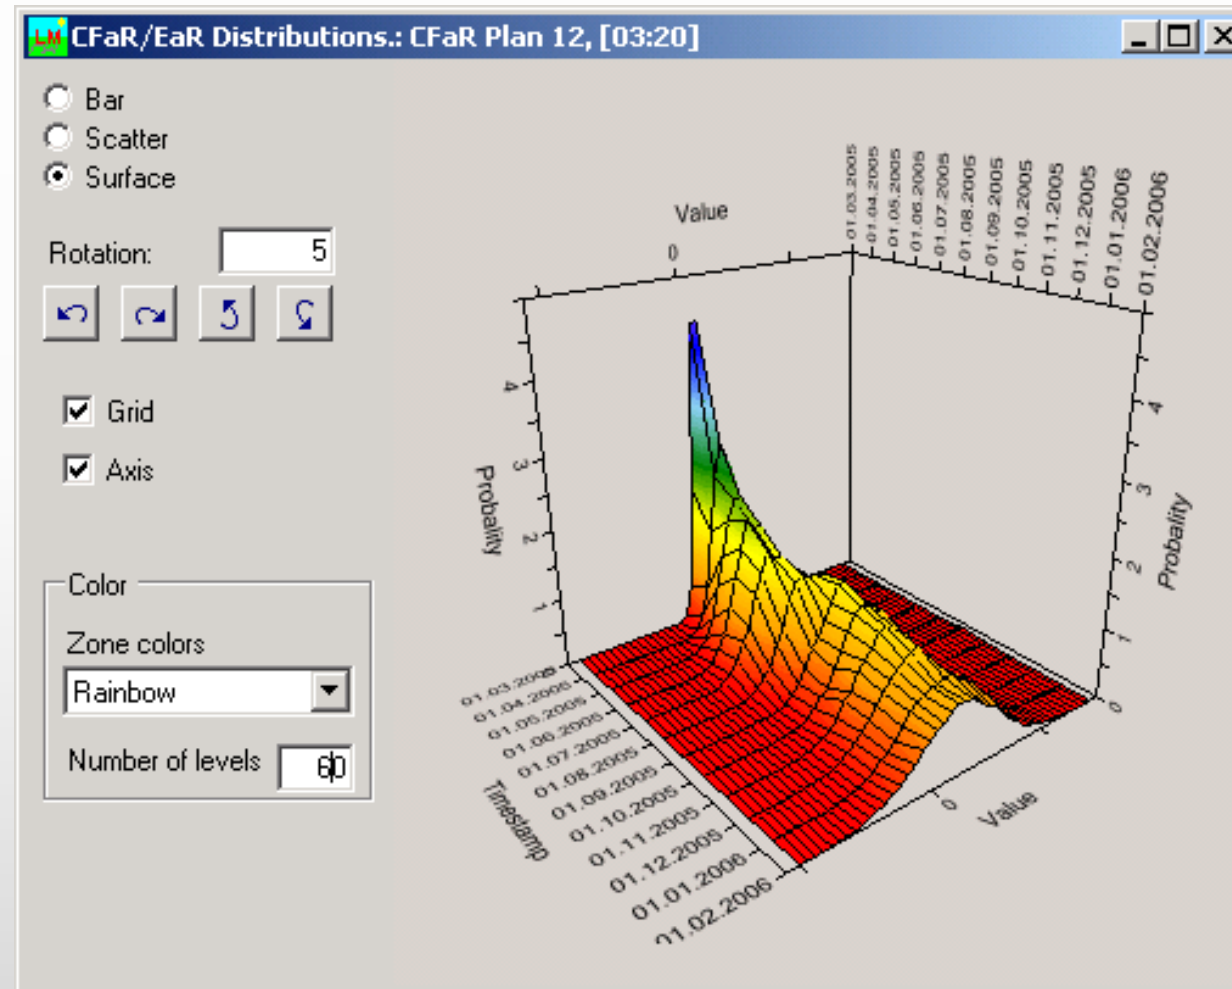 LM CFaR/EaR Distributions.: CFaR Plan 12, [03:20]
Bar
Scatter
Surface
Rotation: 5
Grid
Axis
Color
Zone colors
Rainbow
Number of levels 60
Value
0
01.03.2005
01.04.2005
01.05.2005
01.06.2005
01.07.2005
01.08.2005
01.09.2005
01.10.2005
01.11.2005
01.12.2005
01.01.2006
01.02.2006
4
3
2
1
Probality
4
3
2
1
0
Probality
01.03.2005
01.04.2005
01.05.2005
01.06.2005
01.07.2005
01.08.2005
01.09.2005
01.10.2005
01.11.2005
01.12.2005
01.01.2006
01.02.2006
Timestamp
0
Value